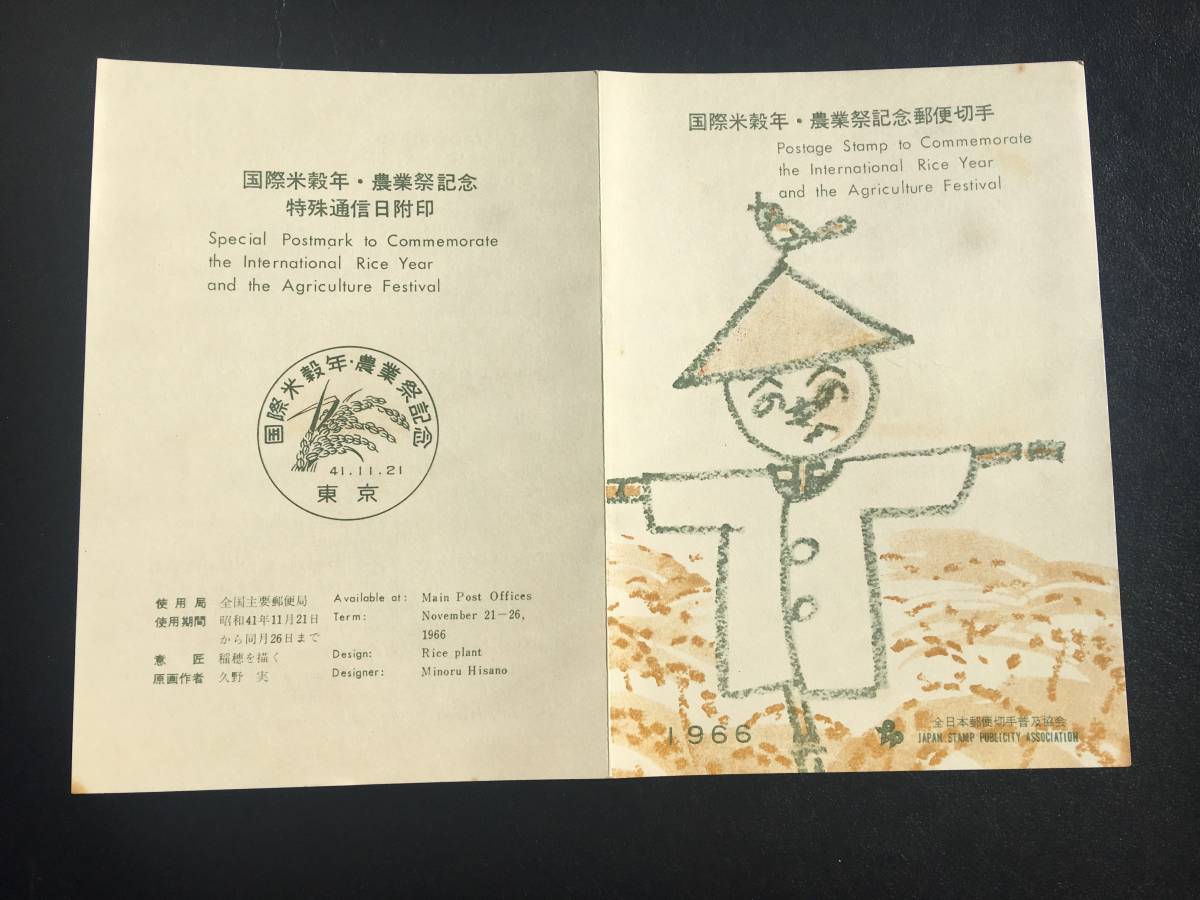 国際米穀年・農業祭記念
特殊通信日附印
Special Postmark to Commemorate
the International Rice Year
and the Agriculture Festival
国際米穀年・農業祭記念
41.11.21
東京
使用局 全国主要郵便局
使用期間 昭和41年11月21日
から同月26日まで
意匠 稲穂を描く
原画作者 久野 実
Available at: Main Post Offices
Term: November 21-26,
1966
Design: Rice plant
Designer: Minoru Hisano
国際米穀年・農業祭記念郵便切手
Postage Stamp to Commemorate
the International Rice Year
and the Agriculture Festival
1966
全日本郵便切手普及協会
JAPAN STAMP PUBLICITY ASSOCIATION